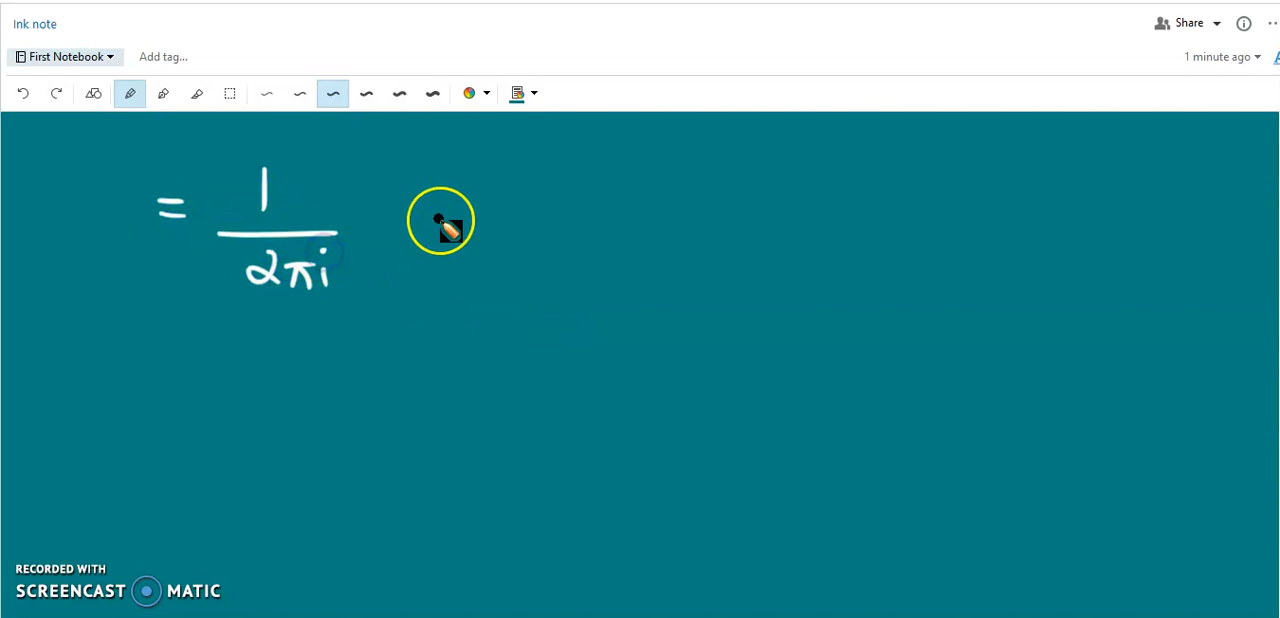 Ink note
Share
First Notebook
Add tag...
1 minute ago
= 1 / 2πi
RECORDED WITH
SCREENCAST MATIC